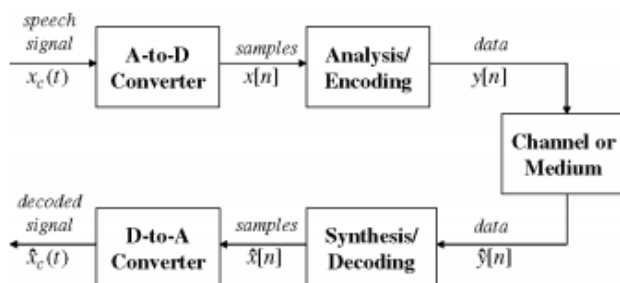 speech signal
x_c(t)
A-to-D
Converter
samples
x[n]
Analysis/
Encoding
data
y[n]
Channel or
Medium
decoded
signal
x̂_c(t)
D-to-A
Converter
samples
x̂[n]
Synthesis/
Decoding
data
ŷ[n]